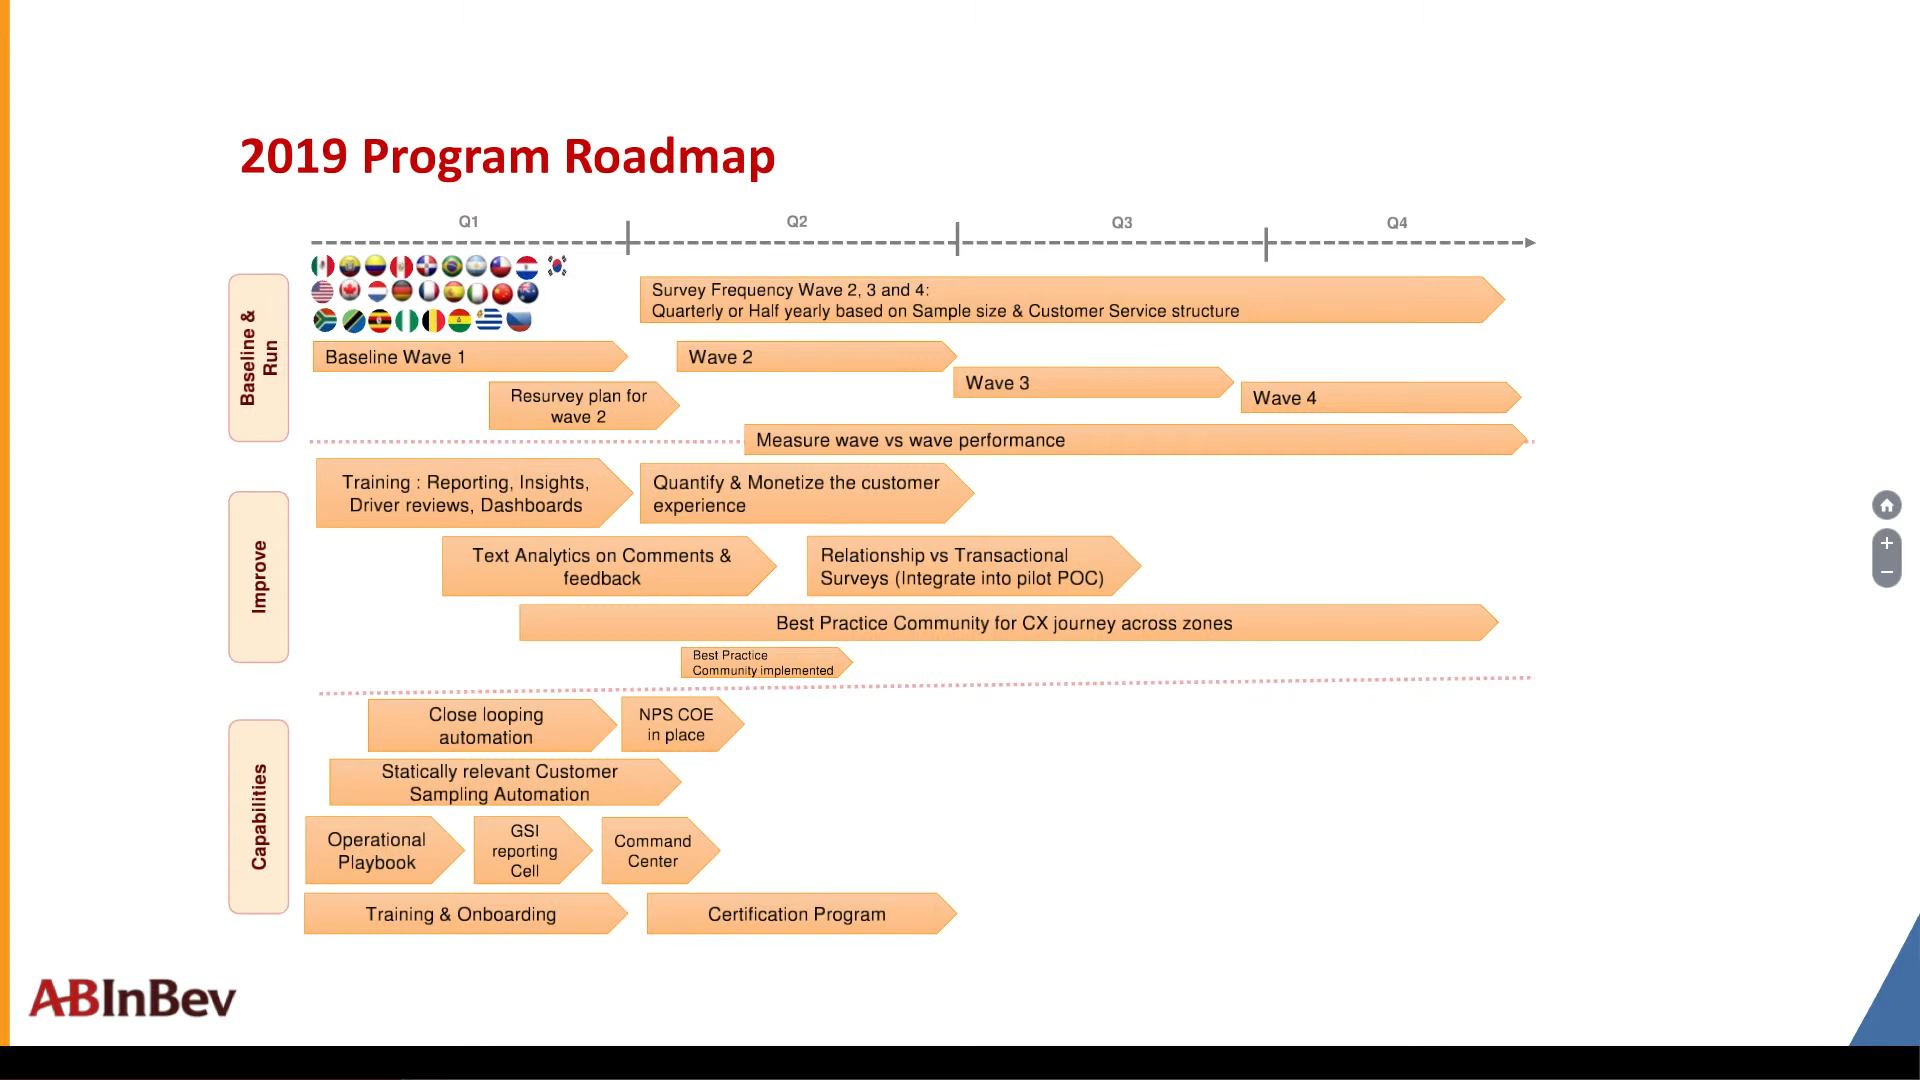 2019 Program Roadmap
Q1
Q2
Q3
Q4
Baseline &
Run
Survey Frequency Wave 2, 3 and 4:
Quarterly or Half yearly based on Sample size & Customer Service structure
Baseline Wave 1
Wave 2
Wave 3
Wave 4
Resurvey plan for
wave 2
Measure wave vs wave performance
Improve
Training : Reporting, Insights,
Driver reviews, Dashboards
Quantify & Monetize the customer
experience
Text Analytics on Comments &
feedback
Relationship vs Transactional
Surveys (Integrate into pilot POC)
Best Practice Community for CX journey across zones
Best Practice
Community implemented
Capabilities
Close looping
automation
NPS COE
in place
Statically relevant Customer
Sampling Automation
Operational
Playbook
GSI
reporting
Cell
Command
Center
Training & Onboarding
Certification Program
ABInBev